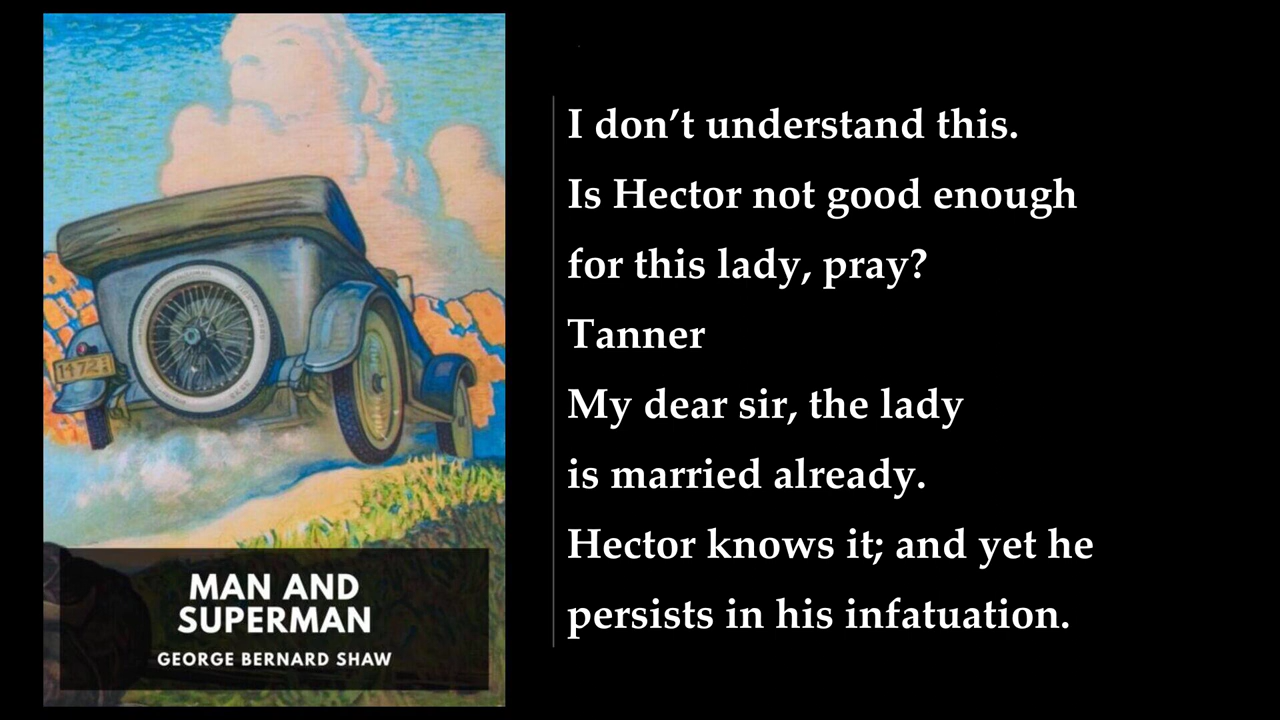 I don’t understand this.
Is Hector not good enough
for this lady, pray?
Tanner
My dear sir, the lady
is married already.
Hector knows it; and yet he
persists in his infatuation.
1472
MAN AND
SUPERMAN
GEORGE BERNARD SHAW